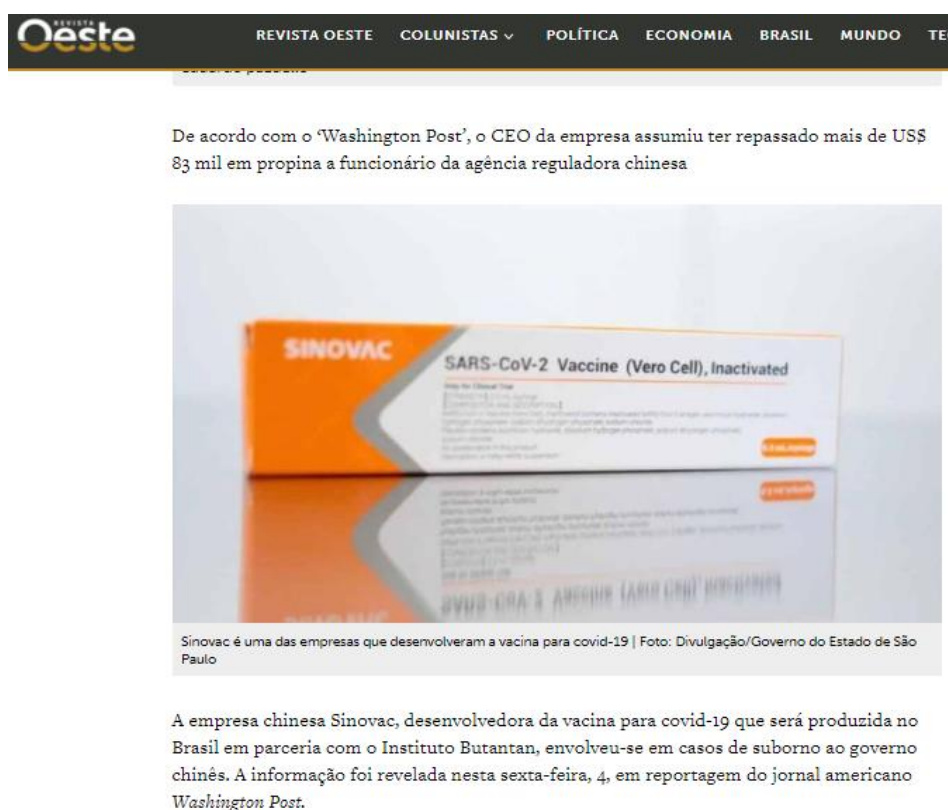 REVISTA
Oeste
REVISTA OESTE COLUNISTAS POLÍTICA ECONOMIA BRASIL MUNDO
De acordo com o ‘Washington Post’, o CEO da empresa assumiu ter repassado mais de US$
83 mil em propina a funcionário da agência reguladora chinesa
SINOVAC
SARS-CoV-2 Vaccine (Vero Cell), Inactivated
Only for Clinical Trial
Sinovac é uma das empresas que desenvolveram a vacina para covid-19 | Foto: Divulgação/Governo do Estado de São
Paulo
A empresa chinesa Sinovac, desenvolvedora da vacina para covid-19 que será produzida no
Brasil em parceria com o Instituto Butantan, envolveu-se em casos de suborno ao governo
chinês. A informação foi revelada nesta sexta-feira, 4, em reportagem do jornal americano
Washington Post.